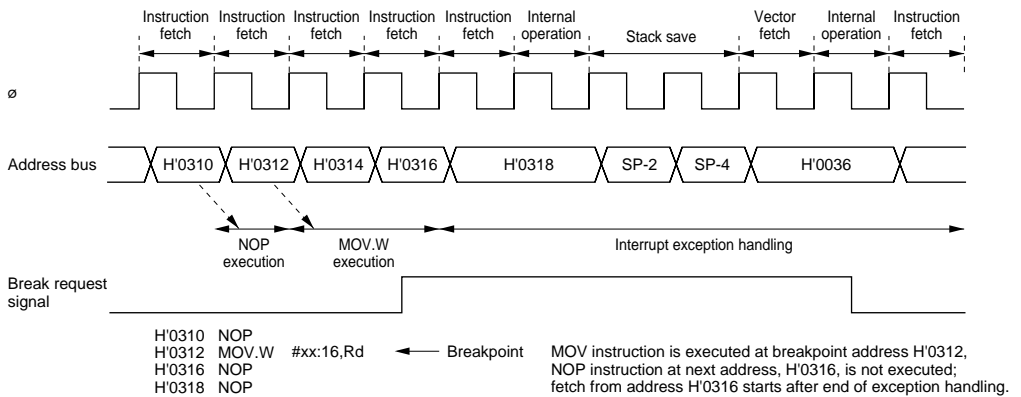 Instruction fetch Instruction fetch Instruction fetch Instruction fetch Instruction fetch Internal operation Stack save Vector fetch Internal operation Instruction fetch
ø
Address bus H'0310 H'0312 H'0314 H'0316 H'0318 SP-2 SP-4 H'0036
NOP execution MOV.W execution Interrupt exception handling
Break request signal
H'0310 NOP
H'0312 MOV.W #xx:16,Rd Breakpoint MOV instruction is executed at breakpoint address H'0312,
H'0316 NOP NOP instruction at next address, H'0316, is not executed;
H'0318 NOP fetch from address H'0316 starts after end of exception handling.